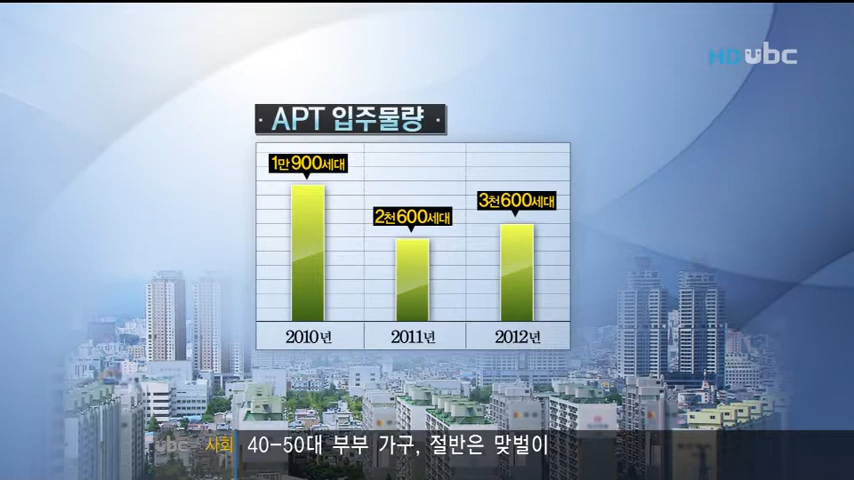 HD ubc
· APT 입주물량 ·
1만 900세대
2천 600세대
3천 600세대
2010년
2011년
2012년
ubc 사회 40-50대 부부 가구, 절반은 맞벌이